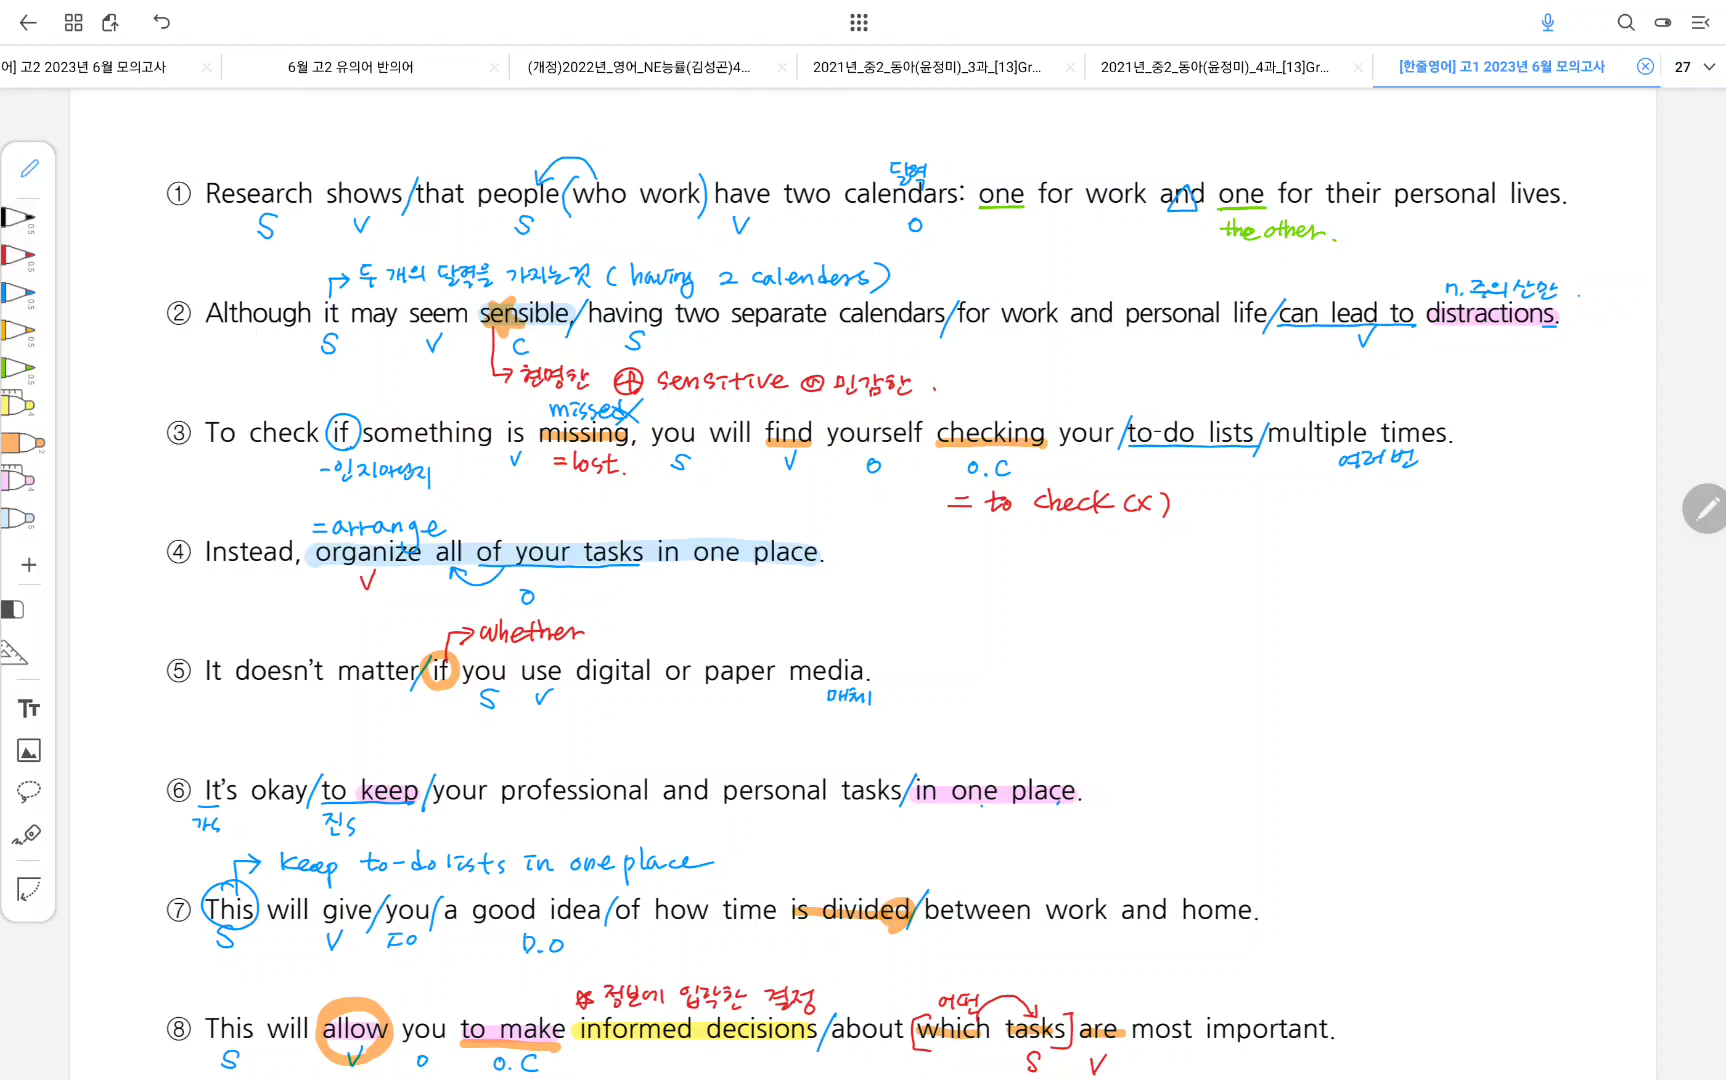 어] 고2 2023년 6월 모의고사
6월 고2 유의어 반의어
(개정)2022년_영어_NE능률(김성곤)4...
2021년_중2_동아(윤정미)_3과_[13]Gr...
2021년_중2_동아(윤정미)_4과_[13]Gr...
[한줄영어] 고1 2023년 6월 모의고사
27
달력
① Research shows that people who work have two calendars: one for work and one for their personal lives.
S V S V O the other.
두 개의 달력을 가지는것 (having 2 calenders)
n. 주의산만.
② Although it may seem sensible, having two separate calendars for work and personal life can lead to distractions.
S V C S V
현명한 sensitive 민감한.
missed X
③ To check if something is missing, you will find yourself checking your to-do lists multiple times.
~인지아닌지 V = lost. S V O O.C 여러번
= to check (x)
= arrange
④ Instead, organize all of your tasks in one place.
V O
whether
⑤ It doesn't matter if you use digital or paper media.
S V 매체
⑥ It's okay to keep your professional and personal tasks in one place.
가S 진S
keep to-do lists in one place
⑦ This will give you a good idea of how time is divided between work and home.
S V IO D.O
정보에 입각한 결정 어떤
⑧ This will allow you to make informed decisions about [which tasks] are most important.
S V O O.C S V
TT